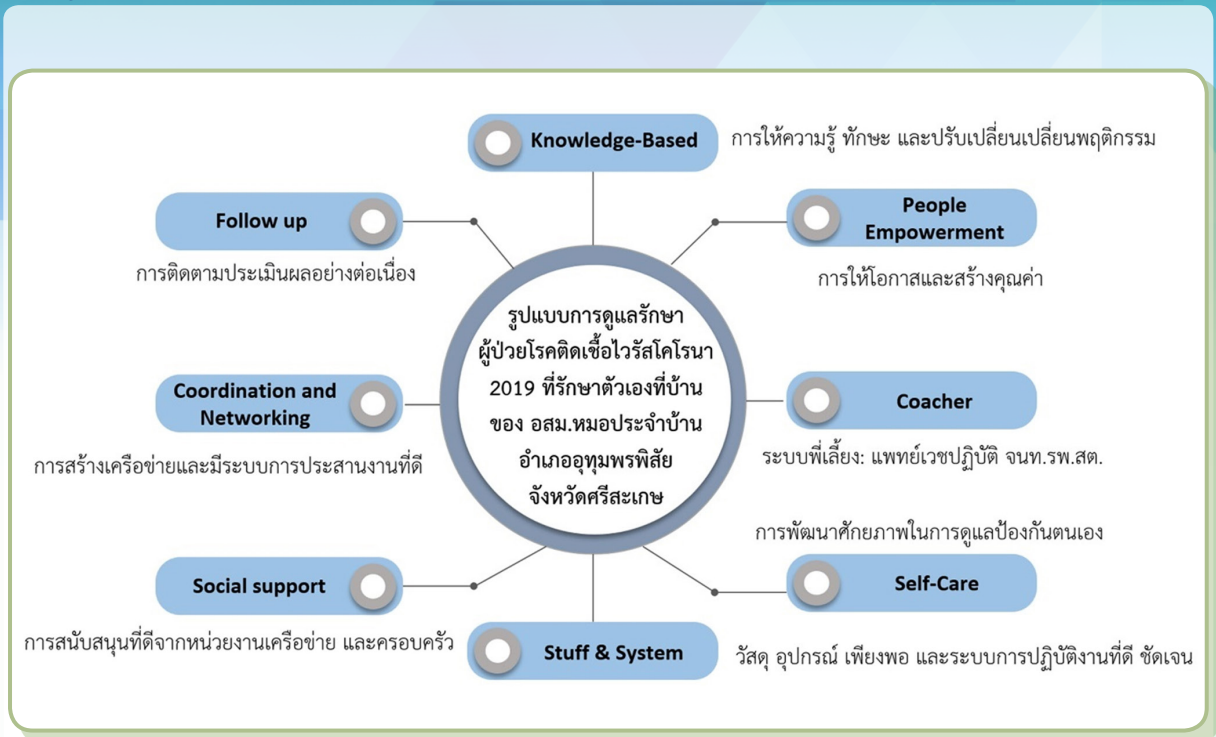 Knowledge-Based
การให้ความรู้ ทักษะ และปรับเปลี่ยนเปลี่ยนพฤติกรรม
People
Empowerment
การให้โอกาสและสร้างคุณค่า
Coacher
ระบบพี่เลี้ยง: แพทย์เวชปฏิบัติ จนท.รพ.สต.
การพัฒนาศักยภาพในการดูแลป้องกันตนเอง
Self-Care
Stuff & System
วัสดุ อุปกรณ์ เพียงพอ และระบบการปฏิบัติงานที่ดี ชัดเจน
Social support
การสนับสนุนที่ดีจากหน่วยงานเครือข่าย และครอบครัว
Coordination and
Networking
การสร้างเครือข่ายและมีระบบการประสานงานที่ดี
Follow up
การติดตามประเมินผลอย่างต่อเนื่อง
รูปแบบการดูแลรักษา
ผู้ป่วยโรคติดเชื้อไวรัสโคโรนา
2019 ที่รักษาตัวเองที่บ้าน
ของ อสม.หมอประจำบ้าน
อำเภออุทุมพรพิสัย
จังหวัดศรีสะเกษ